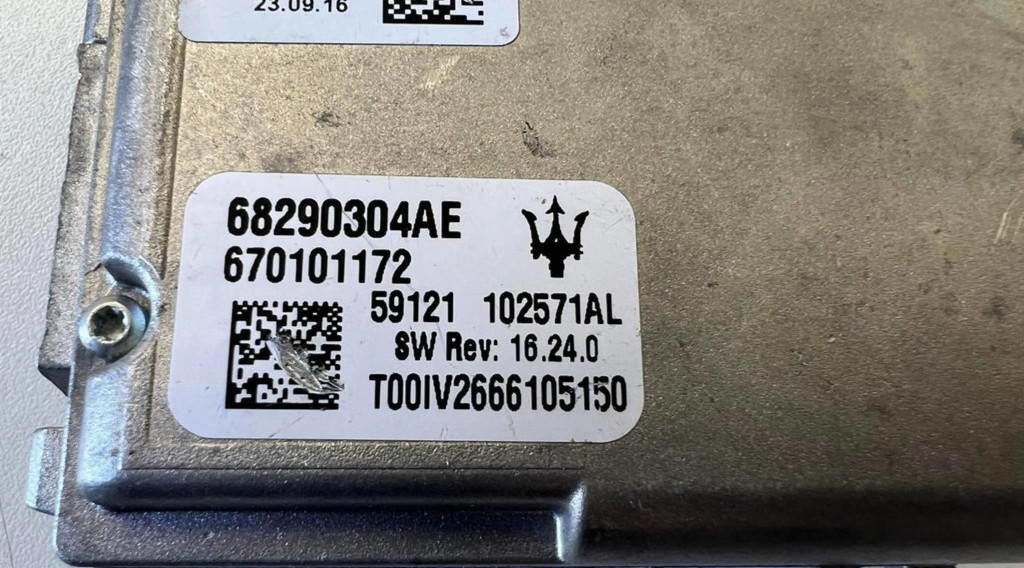 23.09.16
68290304AE
670101172
59121 102571AL
SW Rev: 16.24.0
T00IV2666105150